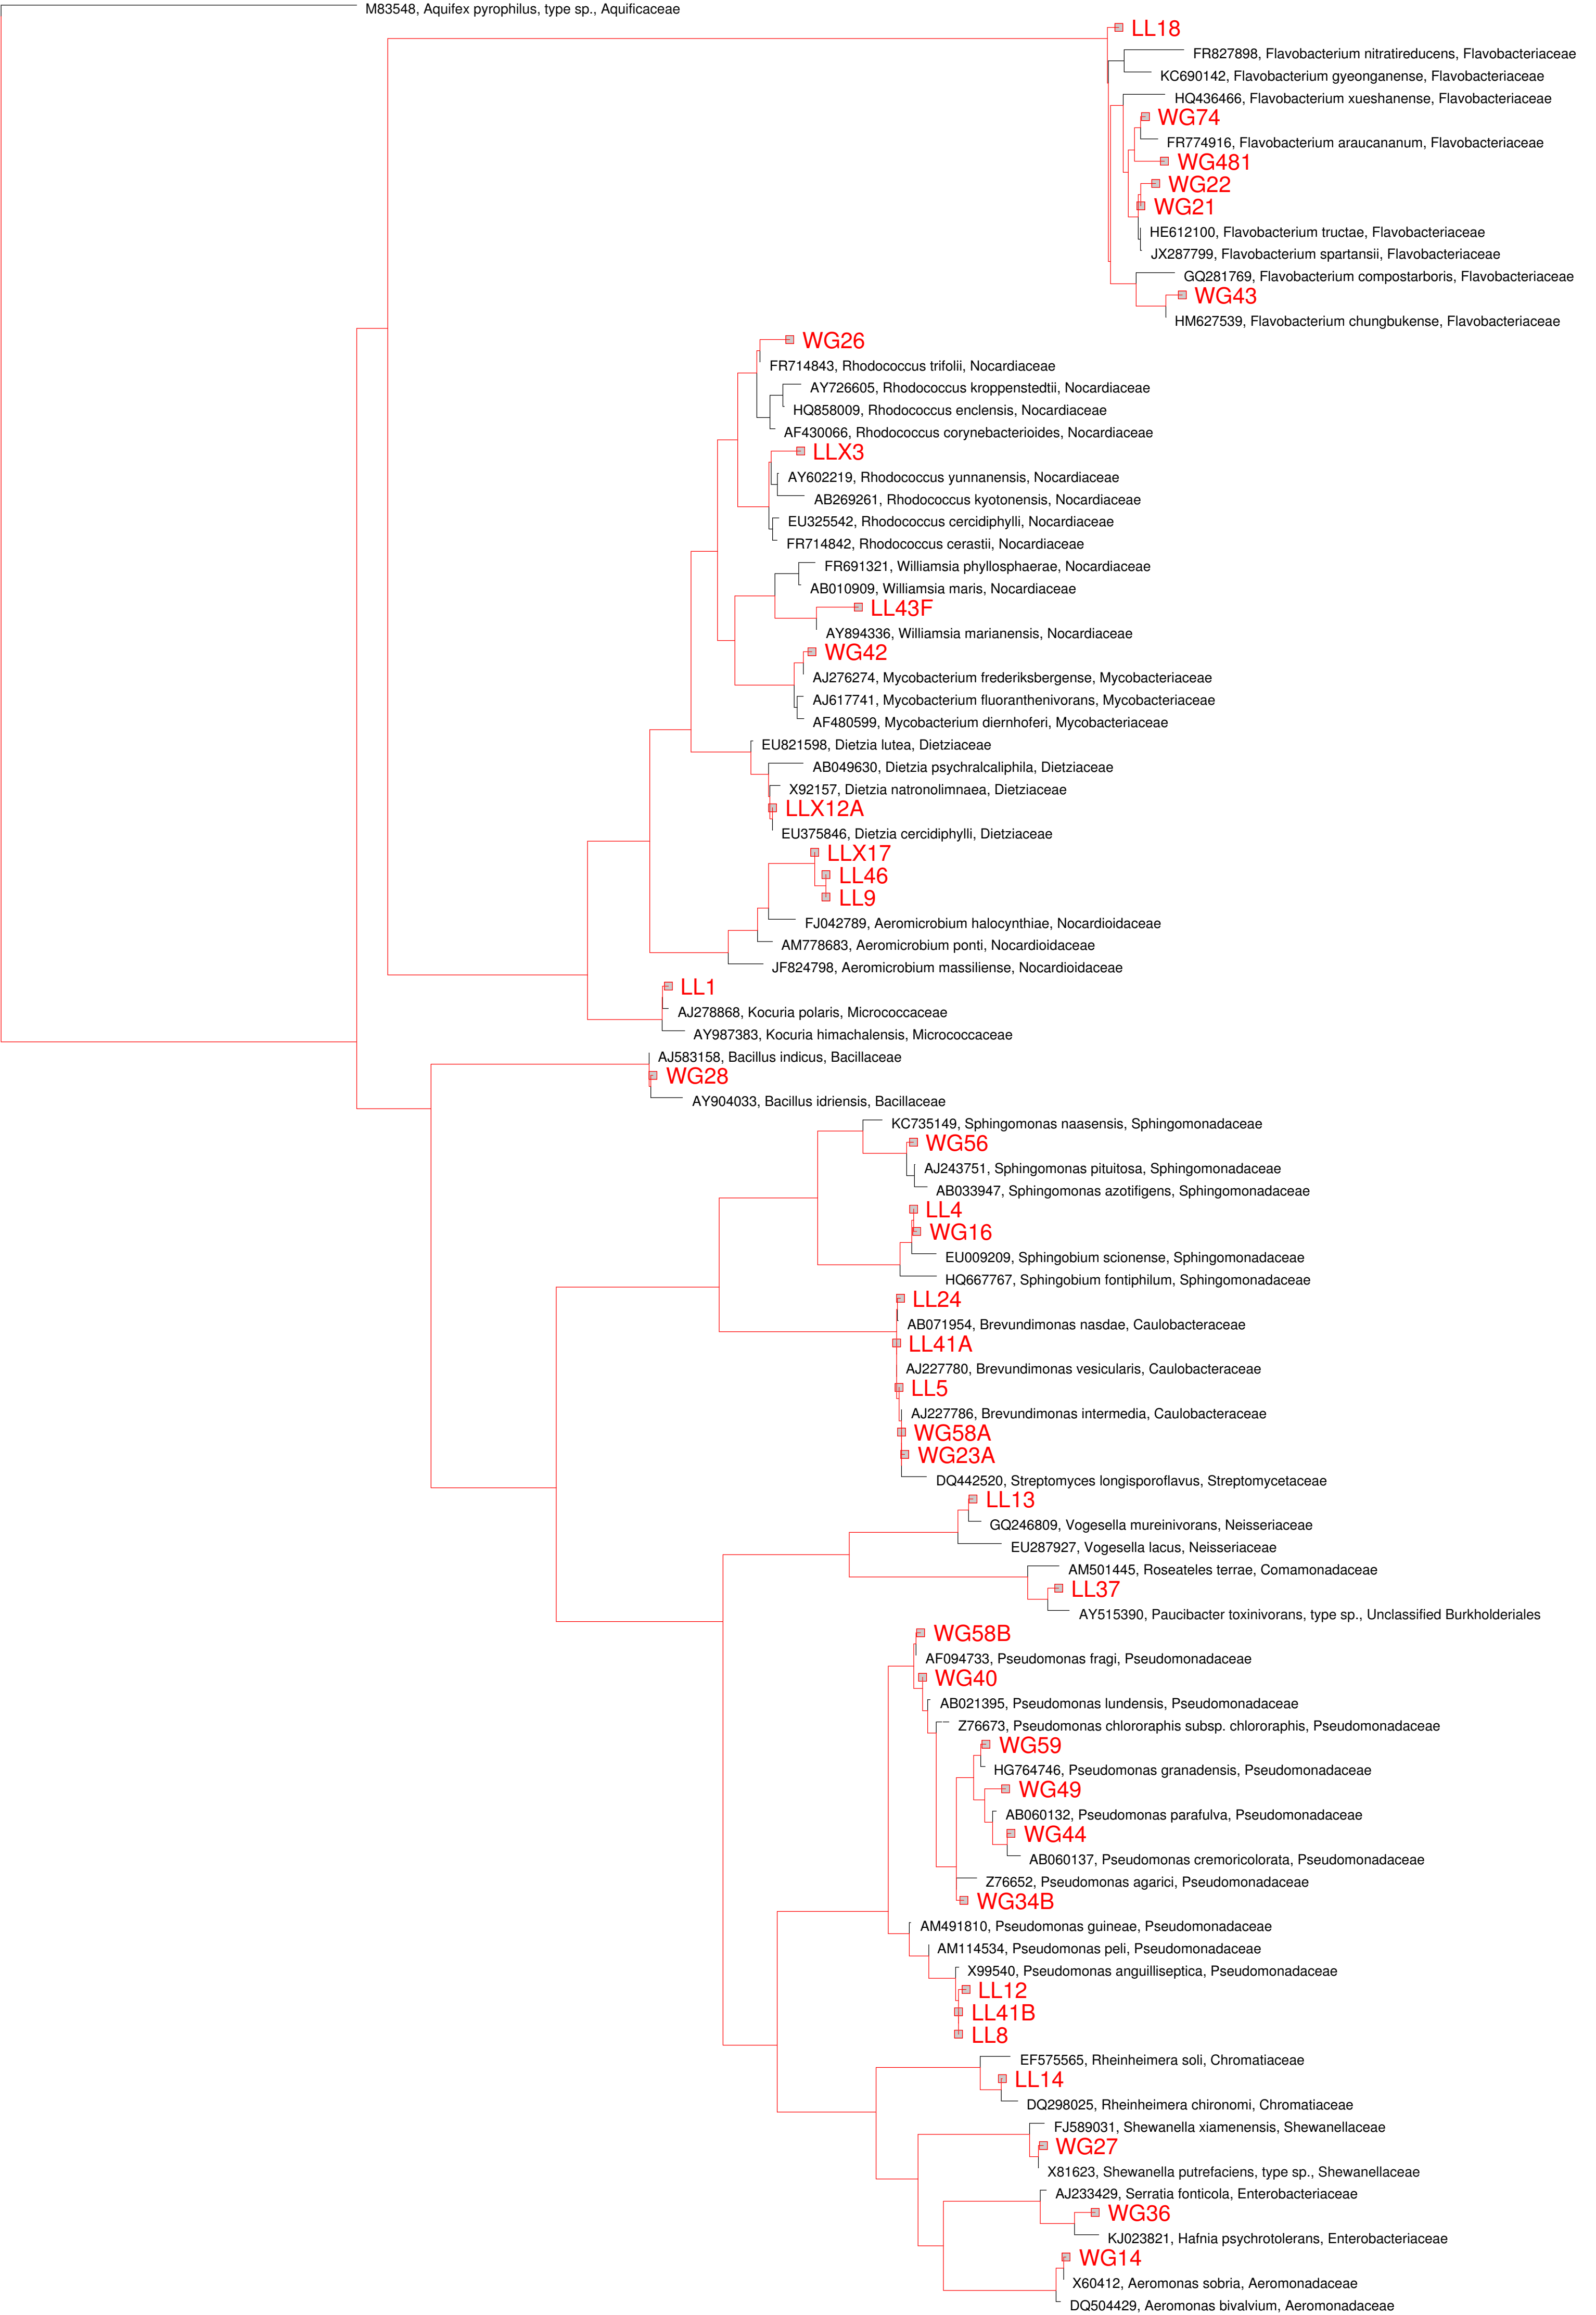 M83548, Aquifex pyrophilus, type sp., Aquificaceae
LL18
FR827898, Flavobacterium nitratireducens, Flavobacteriaceae
KC690142, Flavobacterium gyeonganense, Flavobacteriaceae
HQ436466, Flavobacterium xueshanense, Flavobacteriaceae
WG74
FR774916, Flavobacterium araucananum, Flavobacteriaceae
WG481
WG22
WG21
HE612100, Flavobacterium tructae, Flavobacteriaceae
JX287799, Flavobacterium spartansii, Flavobacteriaceae
GQ281769, Flavobacterium compostarboris, Flavobacteriaceae
WG43
HM627539, Flavobacterium chungbukense, Flavobacteriaceae
WG26
FR714843, Rhodococcus trifolii, Nocardiaceae
AY726605, Rhodococcus kroppenstedtii, Nocardiaceae
HQ858009, Rhodococcus enclensis, Nocardiaceae
AF430066, Rhodococcus corynebacterioides, Nocardiaceae
LLX3
AY602219, Rhodococcus yunnanensis, Nocardiaceae
AB269261, Rhodococcus kyotonensis, Nocardiaceae
EU325542, Rhodococcus cercidiphylli, Nocardiaceae
FR714842, Rhodococcus cerastii, Nocardiaceae
FR691321, Williamsia phyllosphaerae, Nocardiaceae
AB010909, Williamsia maris, Nocardiaceae
LL43F
AY894336, Williamsia marianensis, Nocardiaceae
WG42
AJ276274, Mycobacterium frederiksbergense, Mycobacteriaceae
AJ617741, Mycobacterium fluoranthenivorans, Mycobacteriaceae
AF480599, Mycobacterium diernhoferi, Mycobacteriaceae
EU821598, Dietzia lutea, Dietziaceae
AB049630, Dietzia psychralcaliphila, Dietziaceae
X92157, Dietzia natronolimnaea, Dietziaceae
LLX12A
EU375846, Dietzia cercidiphylli, Dietziaceae
LLX17
LL46
LL9
FJ042789, Aeromicrobium halocynthiae, Nocardioidaceae
AM778683, Aeromicrobium ponti, Nocardioidaceae
JF824798, Aeromicrobium massiliense, Nocardioidaceae
LL1
AJ278868, Kocuria polaris, Micrococcaceae
AY987383, Kocuria himachalensis, Micrococcaceae
AJ583158, Bacillus indicus, Bacillaceae
WG28
AY904033, Bacillus idriensis, Bacillaceae
KC735149, Sphingomonas naasensis, Sphingomonadaceae
WG56
AJ243751, Sphingomonas pituitosa, Sphingomonadaceae
AB033947, Sphingomonas azotifigens, Sphingomonadaceae
LL4
WG16
EU009209, Sphingobium scionense, Sphingomonadaceae
HQ667767, Sphingobium fontiphilum, Sphingomonadaceae
LL24
AB071954, Brevundimonas nasdae, Caulobacteraceae
LL41A
AJ227780, Brevundimonas vesicularis, Caulobacteraceae
LL5
AJ227786, Brevundimonas intermedia, Caulobacteraceae
WG58A
WG23A
DQ442520, Streptomyces longisporoflavus, Streptomycetaceae
LL13
GQ246809, Vogesella mureinivorans, Neisseriaceae
EU287927, Vogesella lacus, Neisseriaceae
AM501445, Roseateles terrae, Comamonadaceae
LL37
AY515390, Paucibacter toxinivorans, type sp., Unclassified Burkholderiales
WG58B
AF094733, Pseudomonas fragi, Pseudomonadaceae
WG40
AB021395, Pseudomonas lundensis, Pseudomonadaceae
Z76673, Pseudomonas chlororaphis subsp. chlororaphis, Pseudomonadaceae
WG59
HG764746, Pseudomonas granadensis, Pseudomonadaceae
WG49
AB060132, Pseudomonas parafulva, Pseudomonadaceae
WG44
AB060137, Pseudomonas cremoricolorata, Pseudomonadaceae
Z76652, Pseudomonas agarici, Pseudomonadaceae
WG34B
AM491810, Pseudomonas guineae, Pseudomonadaceae
AM114534, Pseudomonas peli, Pseudomonadaceae
X99540, Pseudomonas anguilliseptica, Pseudomonadaceae
LL12
LL41B
LL8
EF575565, Rheinheimera soli, Chromatiaceae
LL14
DQ298025, Rheinheimera chironomi, Chromatiaceae
FJ589031, Shewanella xiamenensis, Shewanellaceae
WG27
X81623, Shewanella putrefaciens, type sp., Shewanellaceae
AJ233429, Serratia fonticola, Enterobacteriaceae
WG36
KJ023821, Hafnia psychrotolerans, Enterobacteriaceae
WG14
X60412, Aeromonas sobria, Aeromonadaceae
DQ504429, Aeromonas bivalvium, Aeromonadaceae